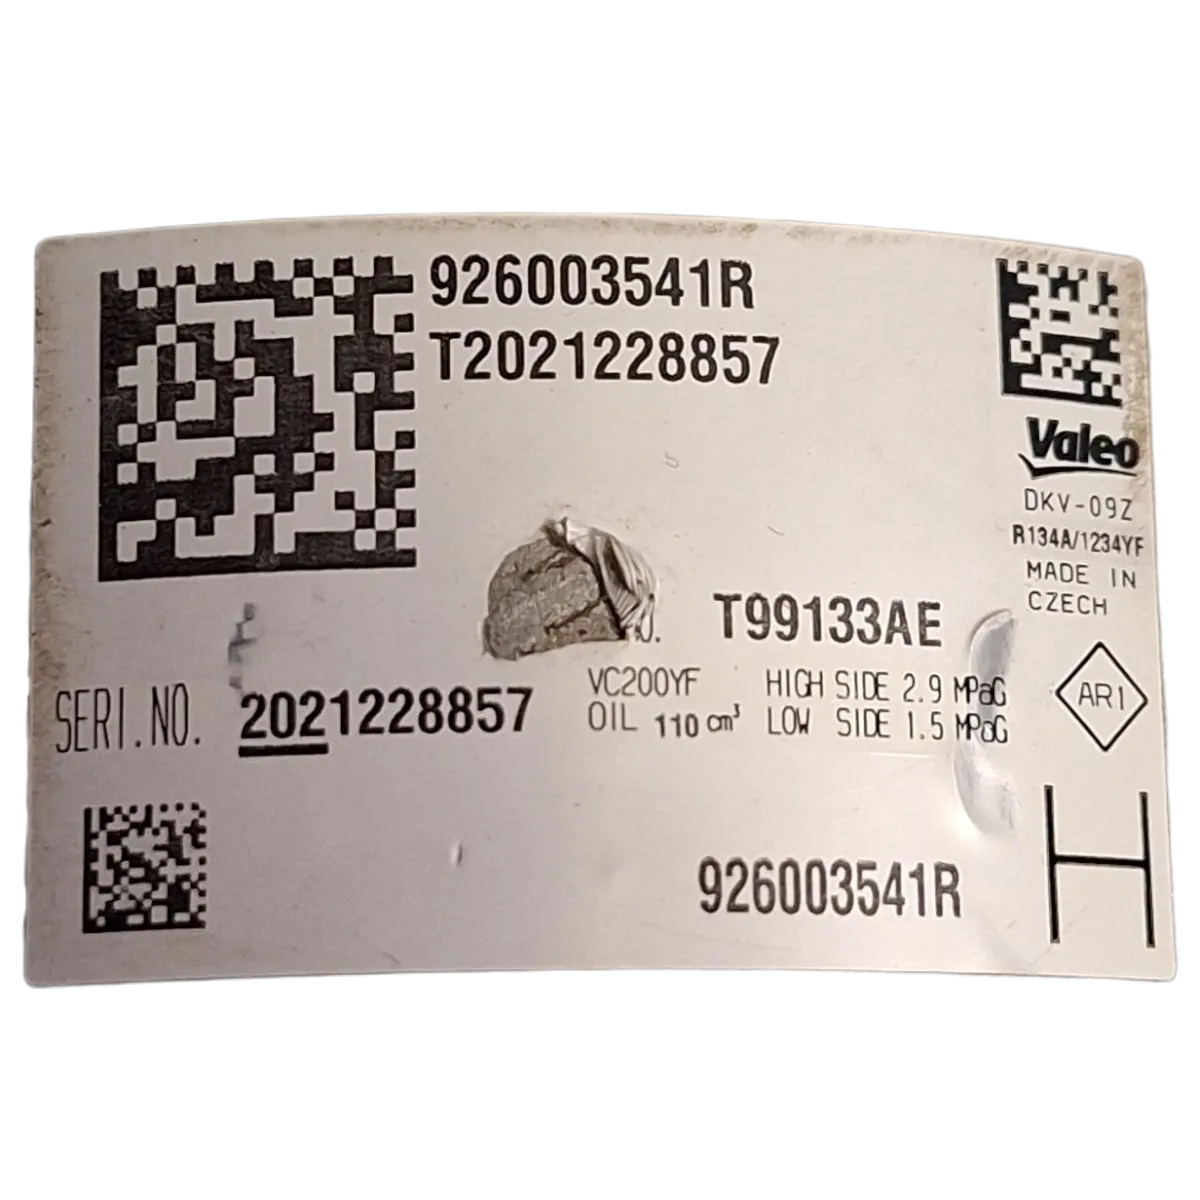 926003541R
T2021228857
Valeo
DKV-09Z
R134A/1234YF
MADE IN
CZECH
T99133AE
SERI.NO. 2021228857
VC200YF HIGH SIDE 2.9 MPaG
OIL 110 cm³ LOW SIDE 1.5 MPaG
AR1
926003541R
H